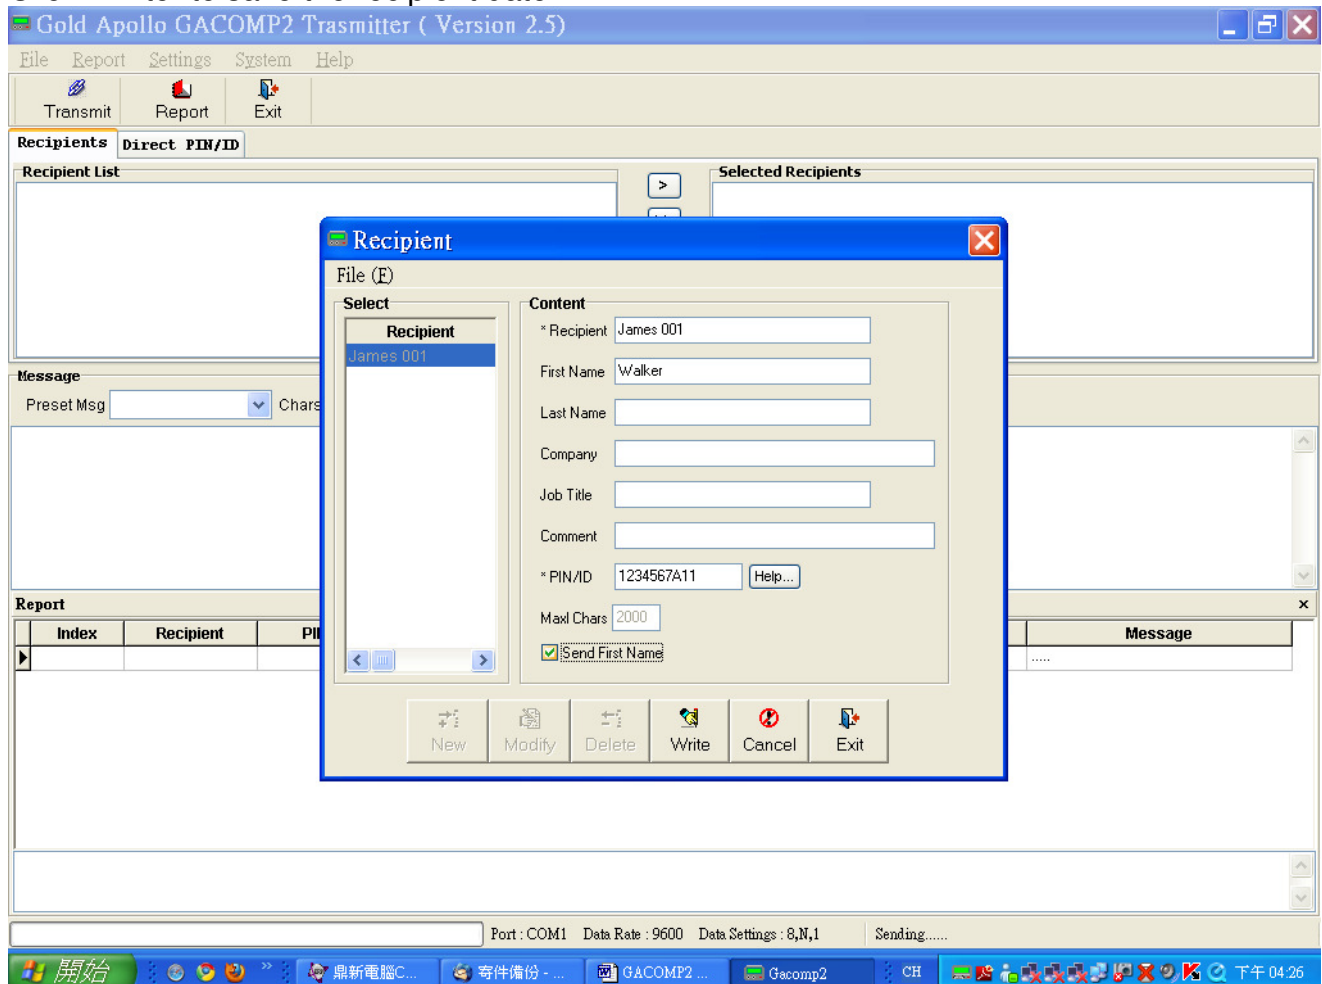 Gold Apollo GACOMP2 Trasmitter ( Version 2.5)
File Report Settings System Help
Transmit Report Exit
Recipients Direct PIN/ID
Recipient List
>
Selected Recipients
Recipient
File (F)
Select
Recipient
James 001
Content
* Recipient James 001
First Name Walker
Last Name
Company
Job Title
Comment
* PIN/ID 1234567A11 Help...
Maxl Chars 2000
Send First Name
New Modify Delete Write Cancel Exit
Message
Preset Msg Chars
Report x
Index Recipient PI Message
.....
Port : COM1 Data Rate : 9600 Data Settings : 8,N,1 Sending......
開始 » 鼎新電腦C... 寄件備份 - ... GACOMP2 ... Gacomp2 CH 下午 04:26